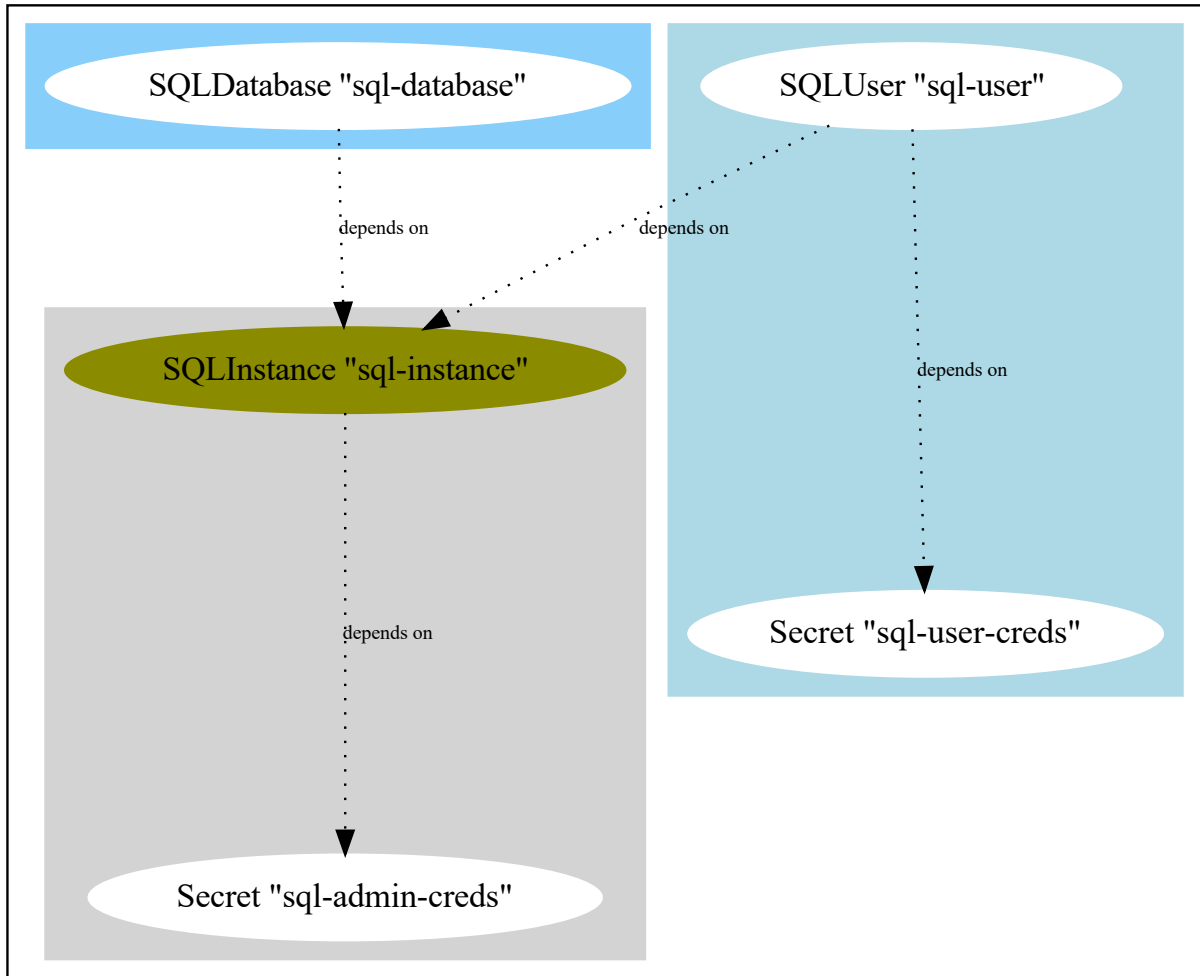 SQLDatabase "sql-database"
SQLUser "sql-user"
depends on
depends on
SQLInstance "sql-instance"
depends on
depends on
Secret "sql-user-creds"
Secret "sql-admin-creds"